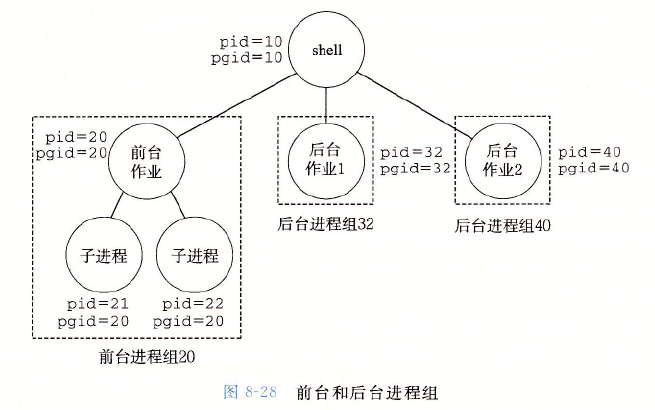 pid=10
pgid=10
shell
pid=20
pgid=20
前台
作业
后台
作业1
pid=32
pgid=32
后台
作业2
pid=40
pgid=40
子进程
子进程
pid=21
pgid=20
pid=22
pgid=20
后台进程组32
后台进程组40
前台进程组20
图 8-28 前台和后台进程组